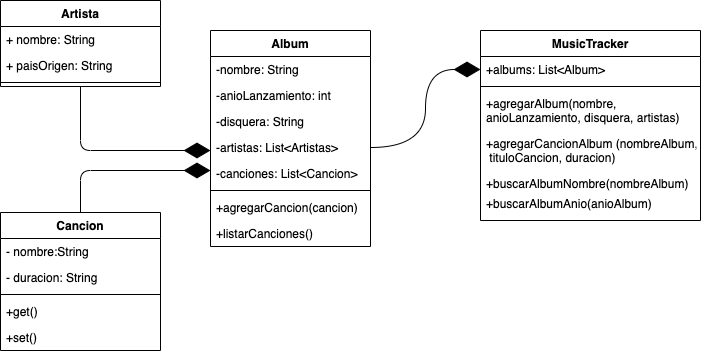 Artista
+ nombre: String
+ paisOrigen: String
Album
-nombre: String
-anioLanzamiento: int
-disquera: String
-artistas: List<Artistas>
-canciones: List<Cancion>
+agregarCancion(cancion)
+listarCanciones()
MusicTracker
+albums: List<Album>
+agregarAlbum(nombre,
anioLanzamiento, disquera, artistas)
+agregarCancionAlbum (nombreAlbum,
tituloCancion, duracion)
+buscarAlbumNombre(nombreAlbum)
+buscarAlbumAnio(anioAlbum)
Cancion
- nombre:String
- duracion: String
+get()
+set()